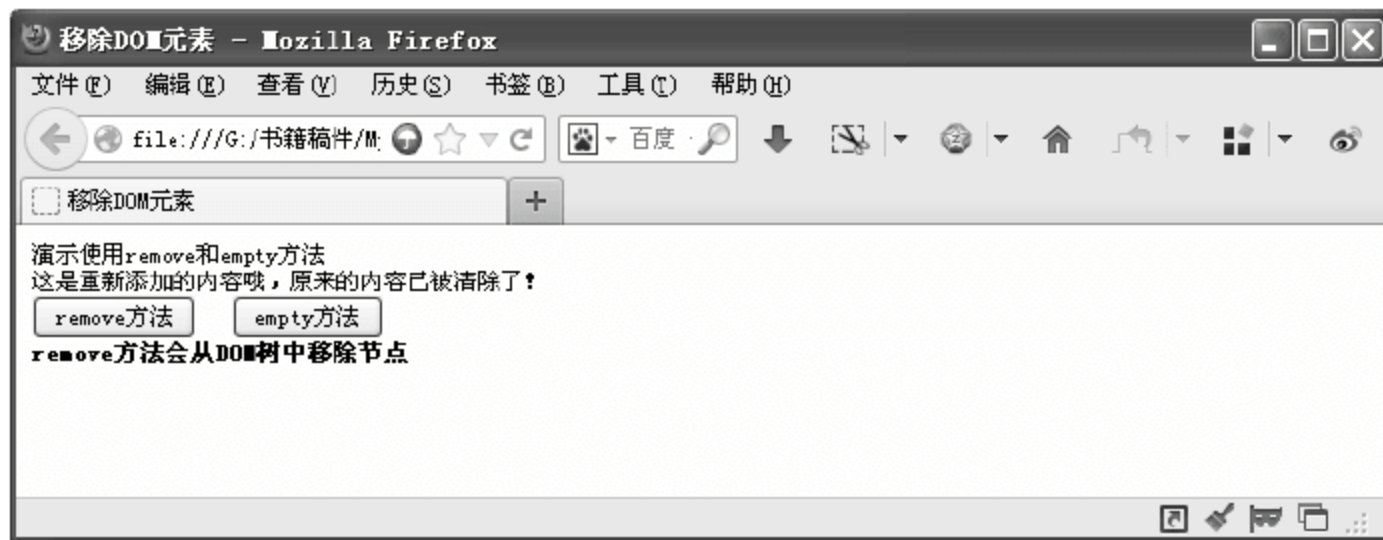 移除DOM元素 - Mozilla Firefox
文件(F) 编辑(E) 查看(V) 历史(S) 书签(B) 工具(T) 帮助(H)
file:///G:/书籍稿件/M 百度
移除DOM元素
演示使用remove和empty方法
这是重新添加的内容哦，原来的内容已被清除了！
remove方法 empty方法
remove方法会从DOM树中移除节点